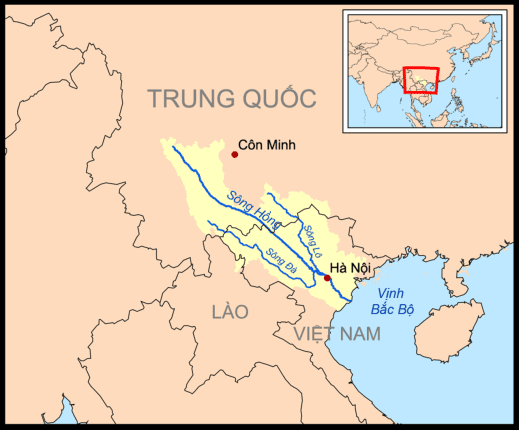 TRUNG QUỐC
Côn Minh
Sông Hồng
Sông Lô
Sông Đà
Hà Nội
Vịnh
Bắc Bộ
LÀO
VIỆT NAM